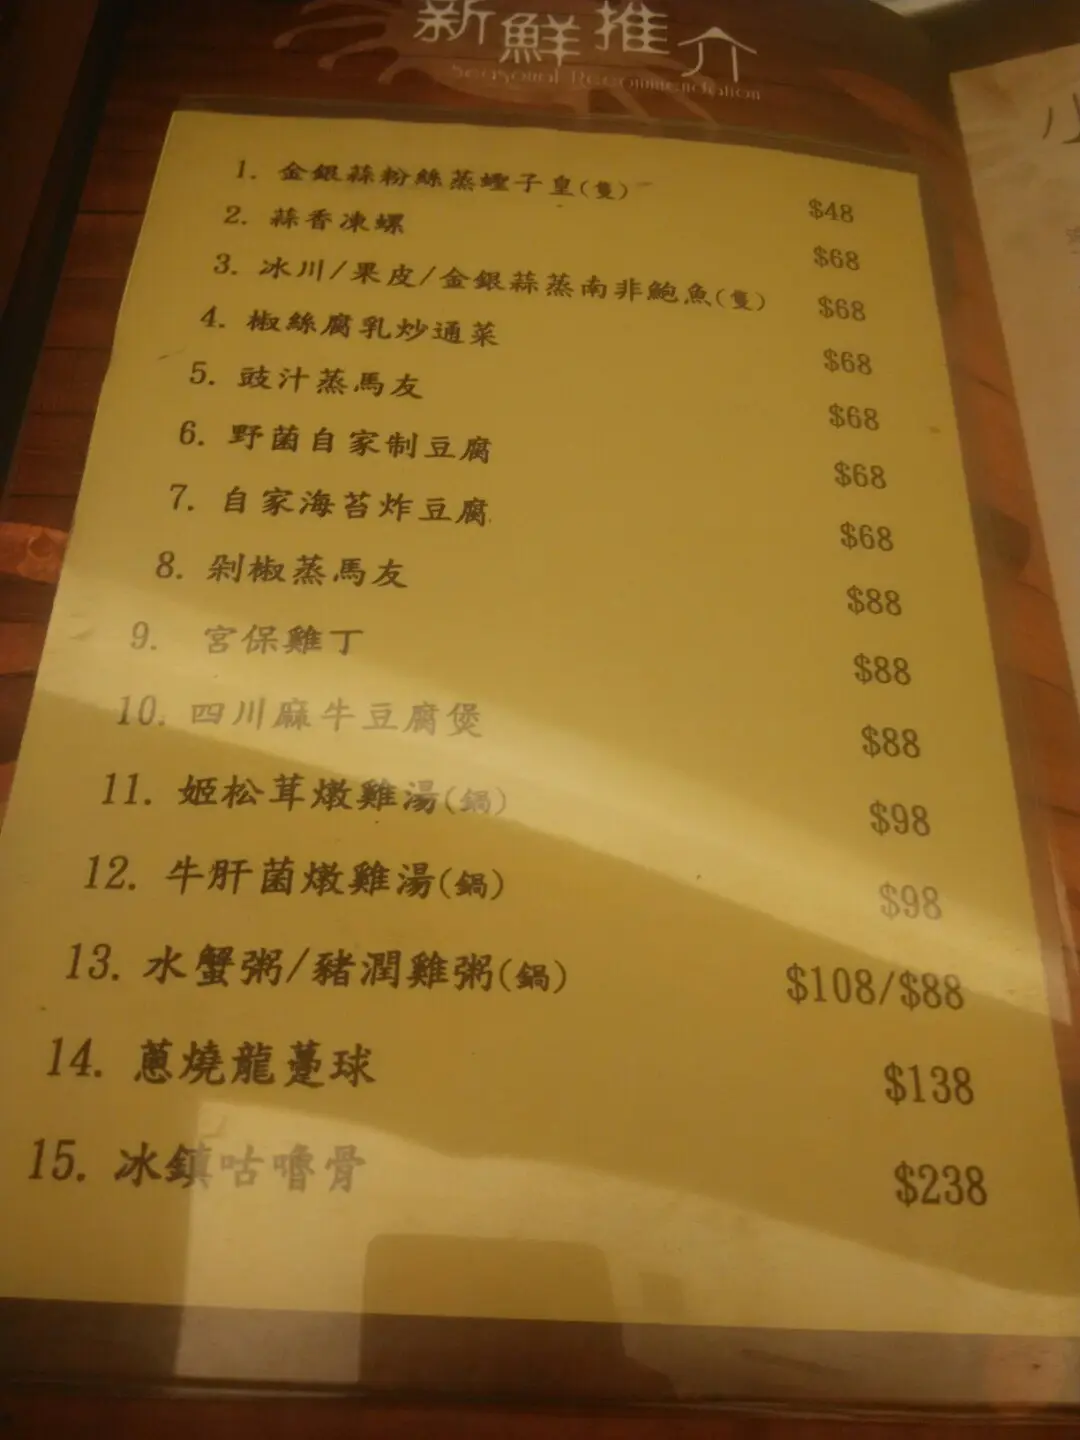 新鮮推介
Seasonal Recommendation
1. 金銀蒜粉絲蒸蟶子皇(隻) $48
2. 蒜香凍螺 $68
3. 冰川/果皮/金銀蒜蒸南非鮑魚(隻) $68
4. 椒絲腐乳炒通菜 $68
5. 豉汁蒸馬友 $68
6. 野菌自家制豆腐 $68
7. 自家海苔炸豆腐 $68
8. 剁椒蒸馬友 $88
9. 宮保雞丁 $88
10. 四川麻牛豆腐煲 $88
11. 姬松茸燉雞湯(鍋) $98
12. 牛肝菌燉雞湯(鍋) $98
13. 水蟹粥/豬潤雞粥(鍋) $108/$88
14. 蔥燒龍躉球 $138
15. 冰鎮咕嚕骨 $238